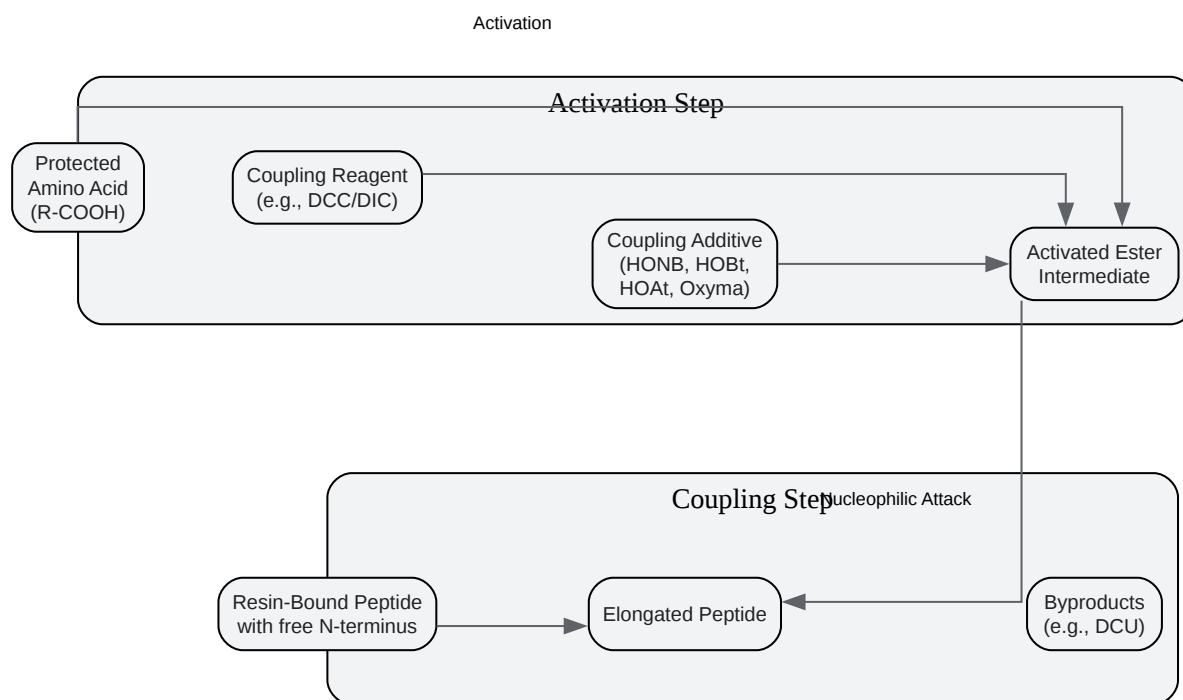 Activation
Activation Step
Protected
Amino Acid
(R-COOH)
Coupling Reagent
(e.g., DCC/DIC)
Coupling Additive
(HONB, HOBt,
HOAt, Oxyma)
Activated Ester
Intermediate
Coupling Step
Nucleophilic Attack
Resin-Bound Peptide
with free N-terminus
Elongated Peptide
Byproducts
(e.g., DCU)